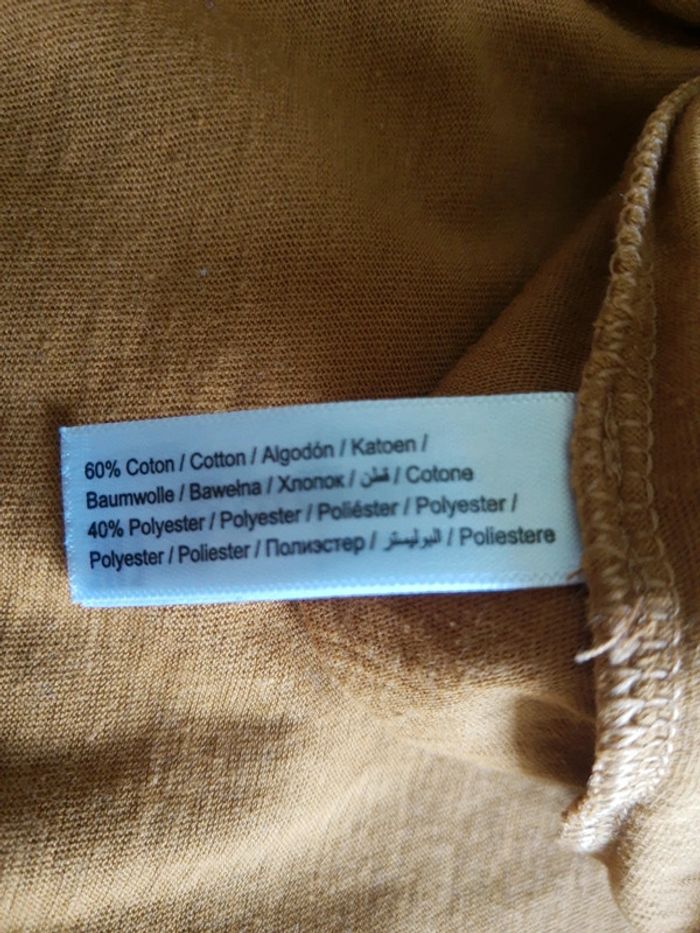 60% Coton / Cotton / Algodón / Katoen /
Baumwolle / Bawełna / Хлопок / قطن / Cotone
40% Polyester / Polyester / Poliéster / Polyester /
Polyester / Poliester / Полиэстер / البوليستر / Poliestere